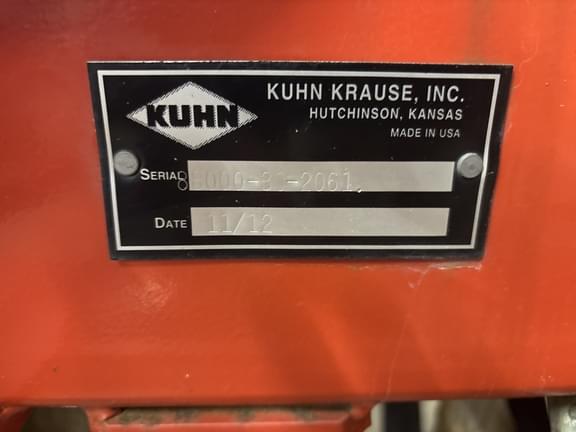 KUHN
KUHN KRAUSE, INC.
HUTCHINSON, KANSAS
MADE IN USA
SERIAL
DATE 11/12